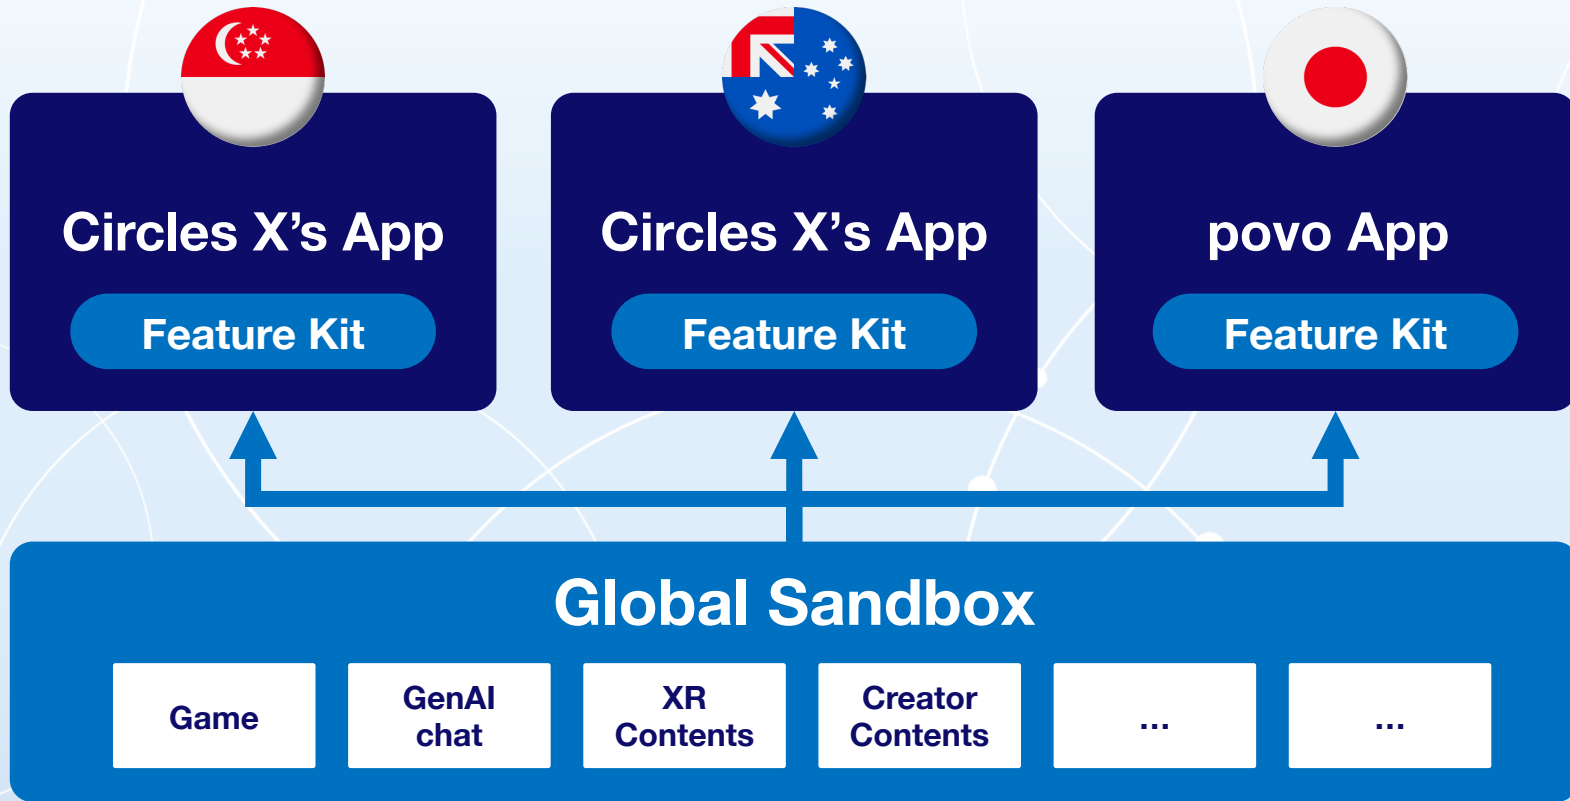 Circles X’s App
Feature Kit
Circles X’s App
Feature Kit
povo App
Feature Kit
Global Sandbox
Game
GenAI
chat
XR
Contents
Creator
Contents
...
...